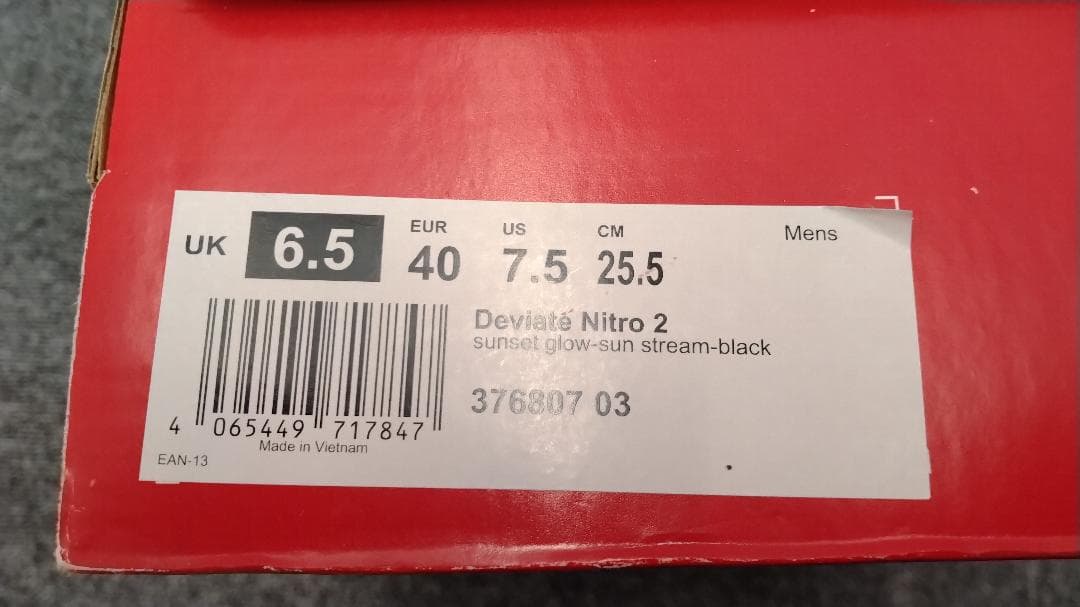 UK 6.5 EUR 40 US 7.5 CM 25.5 Mens
Deviate Nitro 2
sunset glow-sun stream-black
376807 03
4 065449 717847
Made in Vietnam
EAN-13